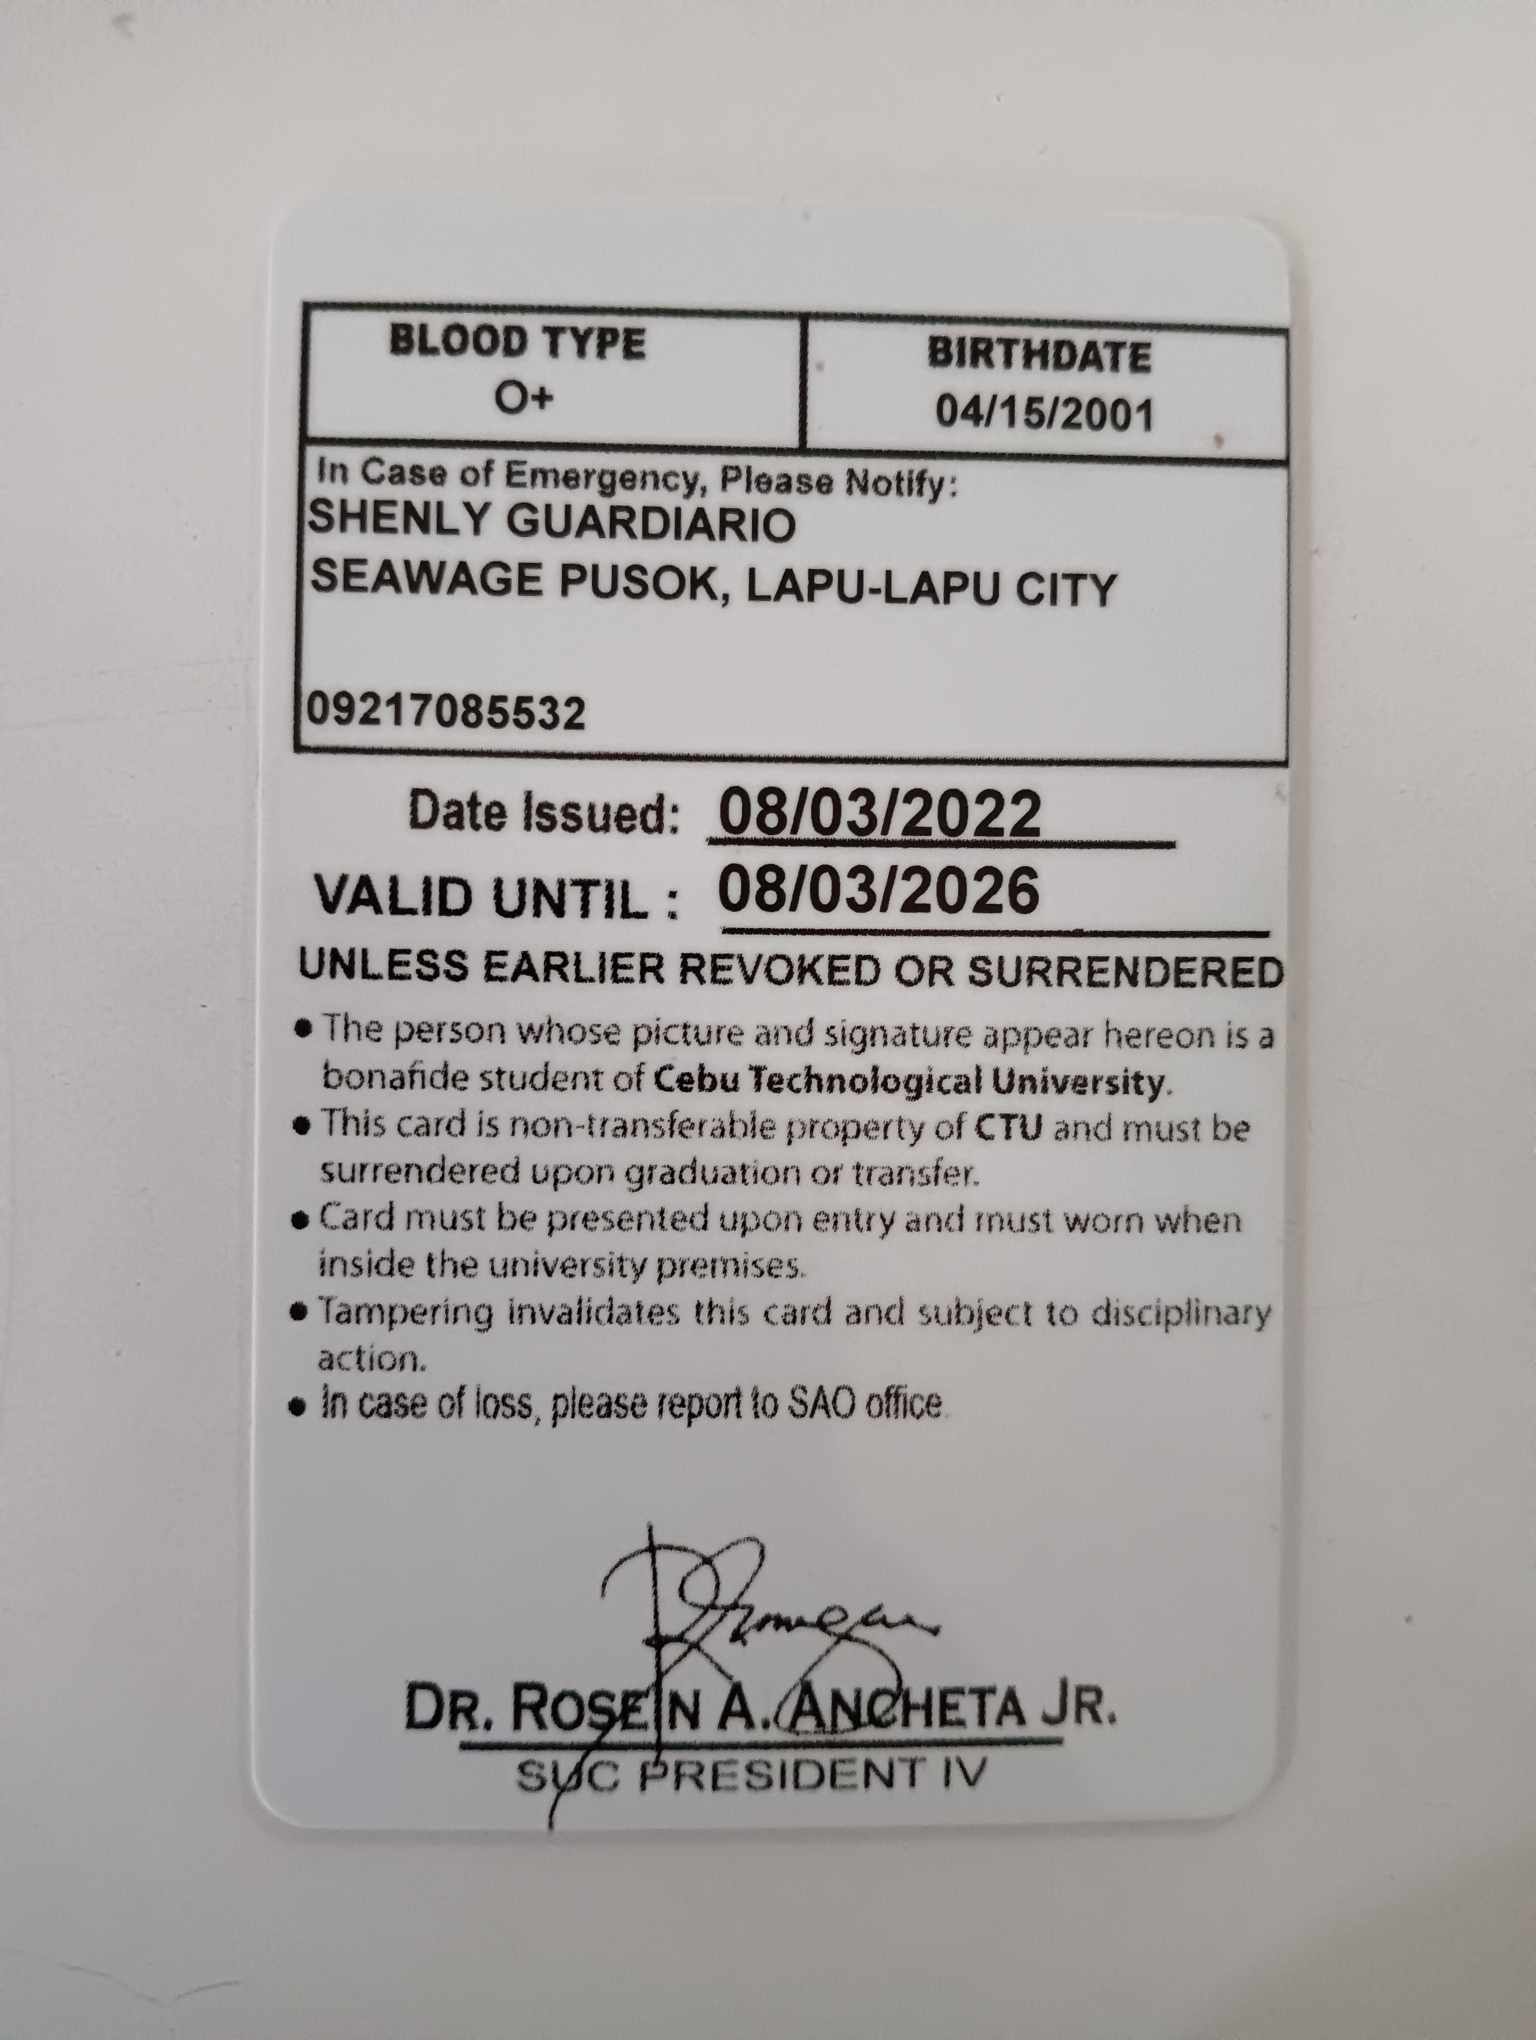 BLOOD TYPE
O+
BIRTHDATE
04/15/2001
In Case of Emergency, Please Notify:
SHENLY GUARDIARIO
SEAWAGE PUSOK, LAPU-LAPU CITY
09217085532
Date Issued: 08/03/2022
VALID UNTIL : 08/03/2026
UNLESS EARLIER REVOKED OR SURRENDERED
• The person whose picture and signature appear hereon is a
bonafide student of Cebu Technological University.
• This card is non-transferable property of CTU and must be
surrendered upon graduation or transfer.
• Card must be presented upon entry and must worn when
inside the university premises.
• Tampering invalidates this card and subject to disciplinary
action.
• In case of loss, please report to SAO office.
DR. ROSEIN A. ANCHETA JR.
SUC PRESIDENT IV